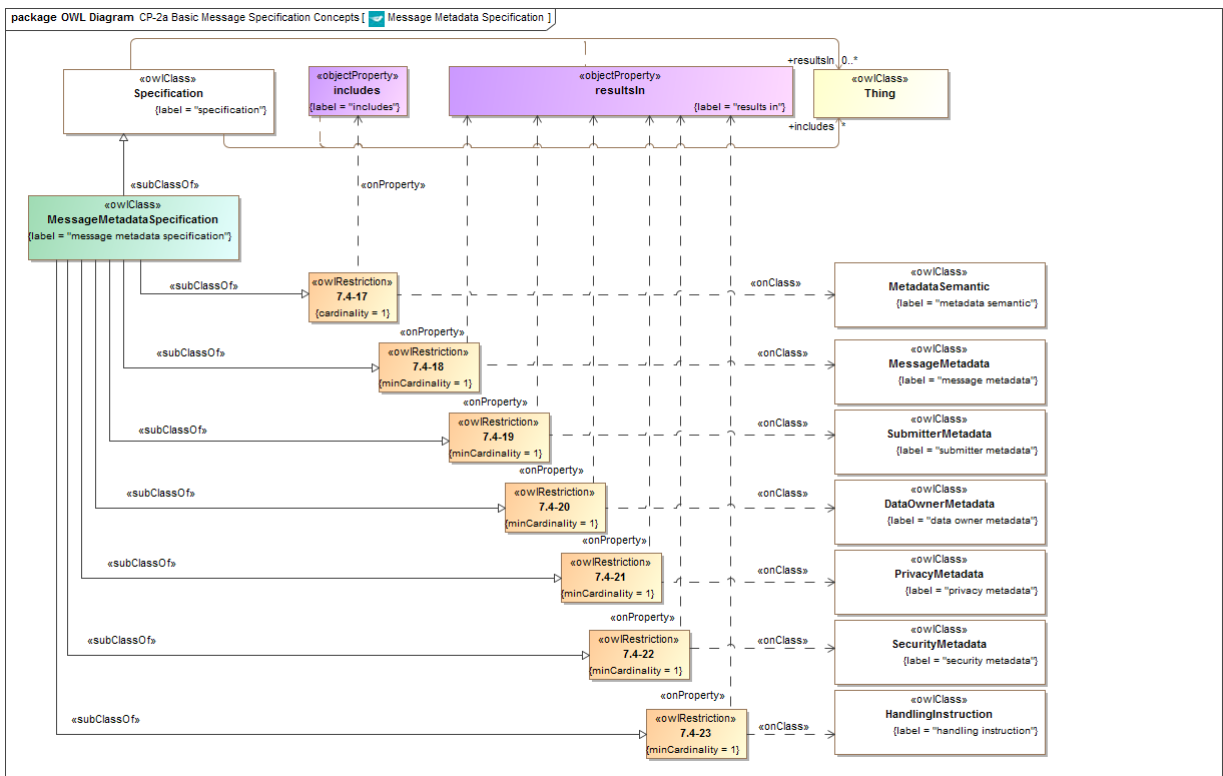 package OWL Diagram CP-2a Basic Message Specification Concepts [ Message Metadata Specification ]
+resultsIn 0..*
«owlClass»
Specification
{label = "specification"}
«objectProperty»
includes
{label = "includes"}
«objectProperty»
resultsIn
{label = "results in"}
«owlClass»
Thing
+includes *
«subClassOf»
«onProperty»
«owlClass»
MessageMetadataSpecification
{label = "message metadata specification"}
«subClassOf»
«owlRestriction»
7.4-17
{cardinality = 1}
«onClass»
«owlClass»
MetadataSemantic
{label = "metadata semantic"}
«onProperty»
«subClassOf»
«owlRestriction»
7.4-18
{minCardinality = 1}
«onClass»
«owlClass»
MessageMetadata
{label = "message metadata"}
«onProperty»
«subClassOf»
«owlRestriction»
7.4-19
{minCardinality = 1}
«onClass»
«owlClass»
SubmitterMetadata
{label = "submitter metadata"}
«onProperty»
«subClassOf»
«owlRestriction»
7.4-20
{minCardinality = 1}
«onClass»
«owlClass»
DataOwnerMetadata
{label = "data owner metadata"}
«onProperty»
«subClassOf»
«owlRestriction»
7.4-21
{minCardinality = 1}
«onClass»
«owlClass»
PrivacyMetadata
{label = "privacy metadata"}
«onProperty»
«subClassOf»
«owlRestriction»
7.4-22
{minCardinality = 1}
«onClass»
«owlClass»
SecurityMetadata
{label = "security metadata"}
«onProperty»
«subClassOf»
«owlRestriction»
7.4-23
{minCardinality = 1}
«onClass»
«owlClass»
HandlingInstruction
{label = "handling instruction"}